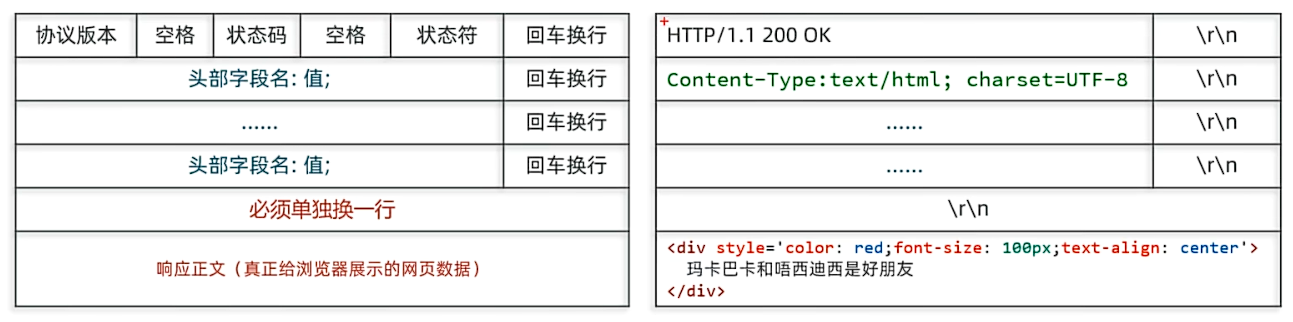 协议版本 空格 状态码 空格 状态符 回车换行
头部字段名: 值; 回车换行
...... 回车换行
头部字段名: 值; 回车换行
必须单独换一行
响应正文（真正给浏览器展示的网页数据）
HTTP/1.1 200 OK \r\n
Content-Type:text/html; charset=UTF-8 \r\n
...... \r\n
...... \r\n
\r\n
<div style='color: red;font-size: 100px;text-align: center'>
玛卡巴卡和唔西迪西是好朋友
</div>